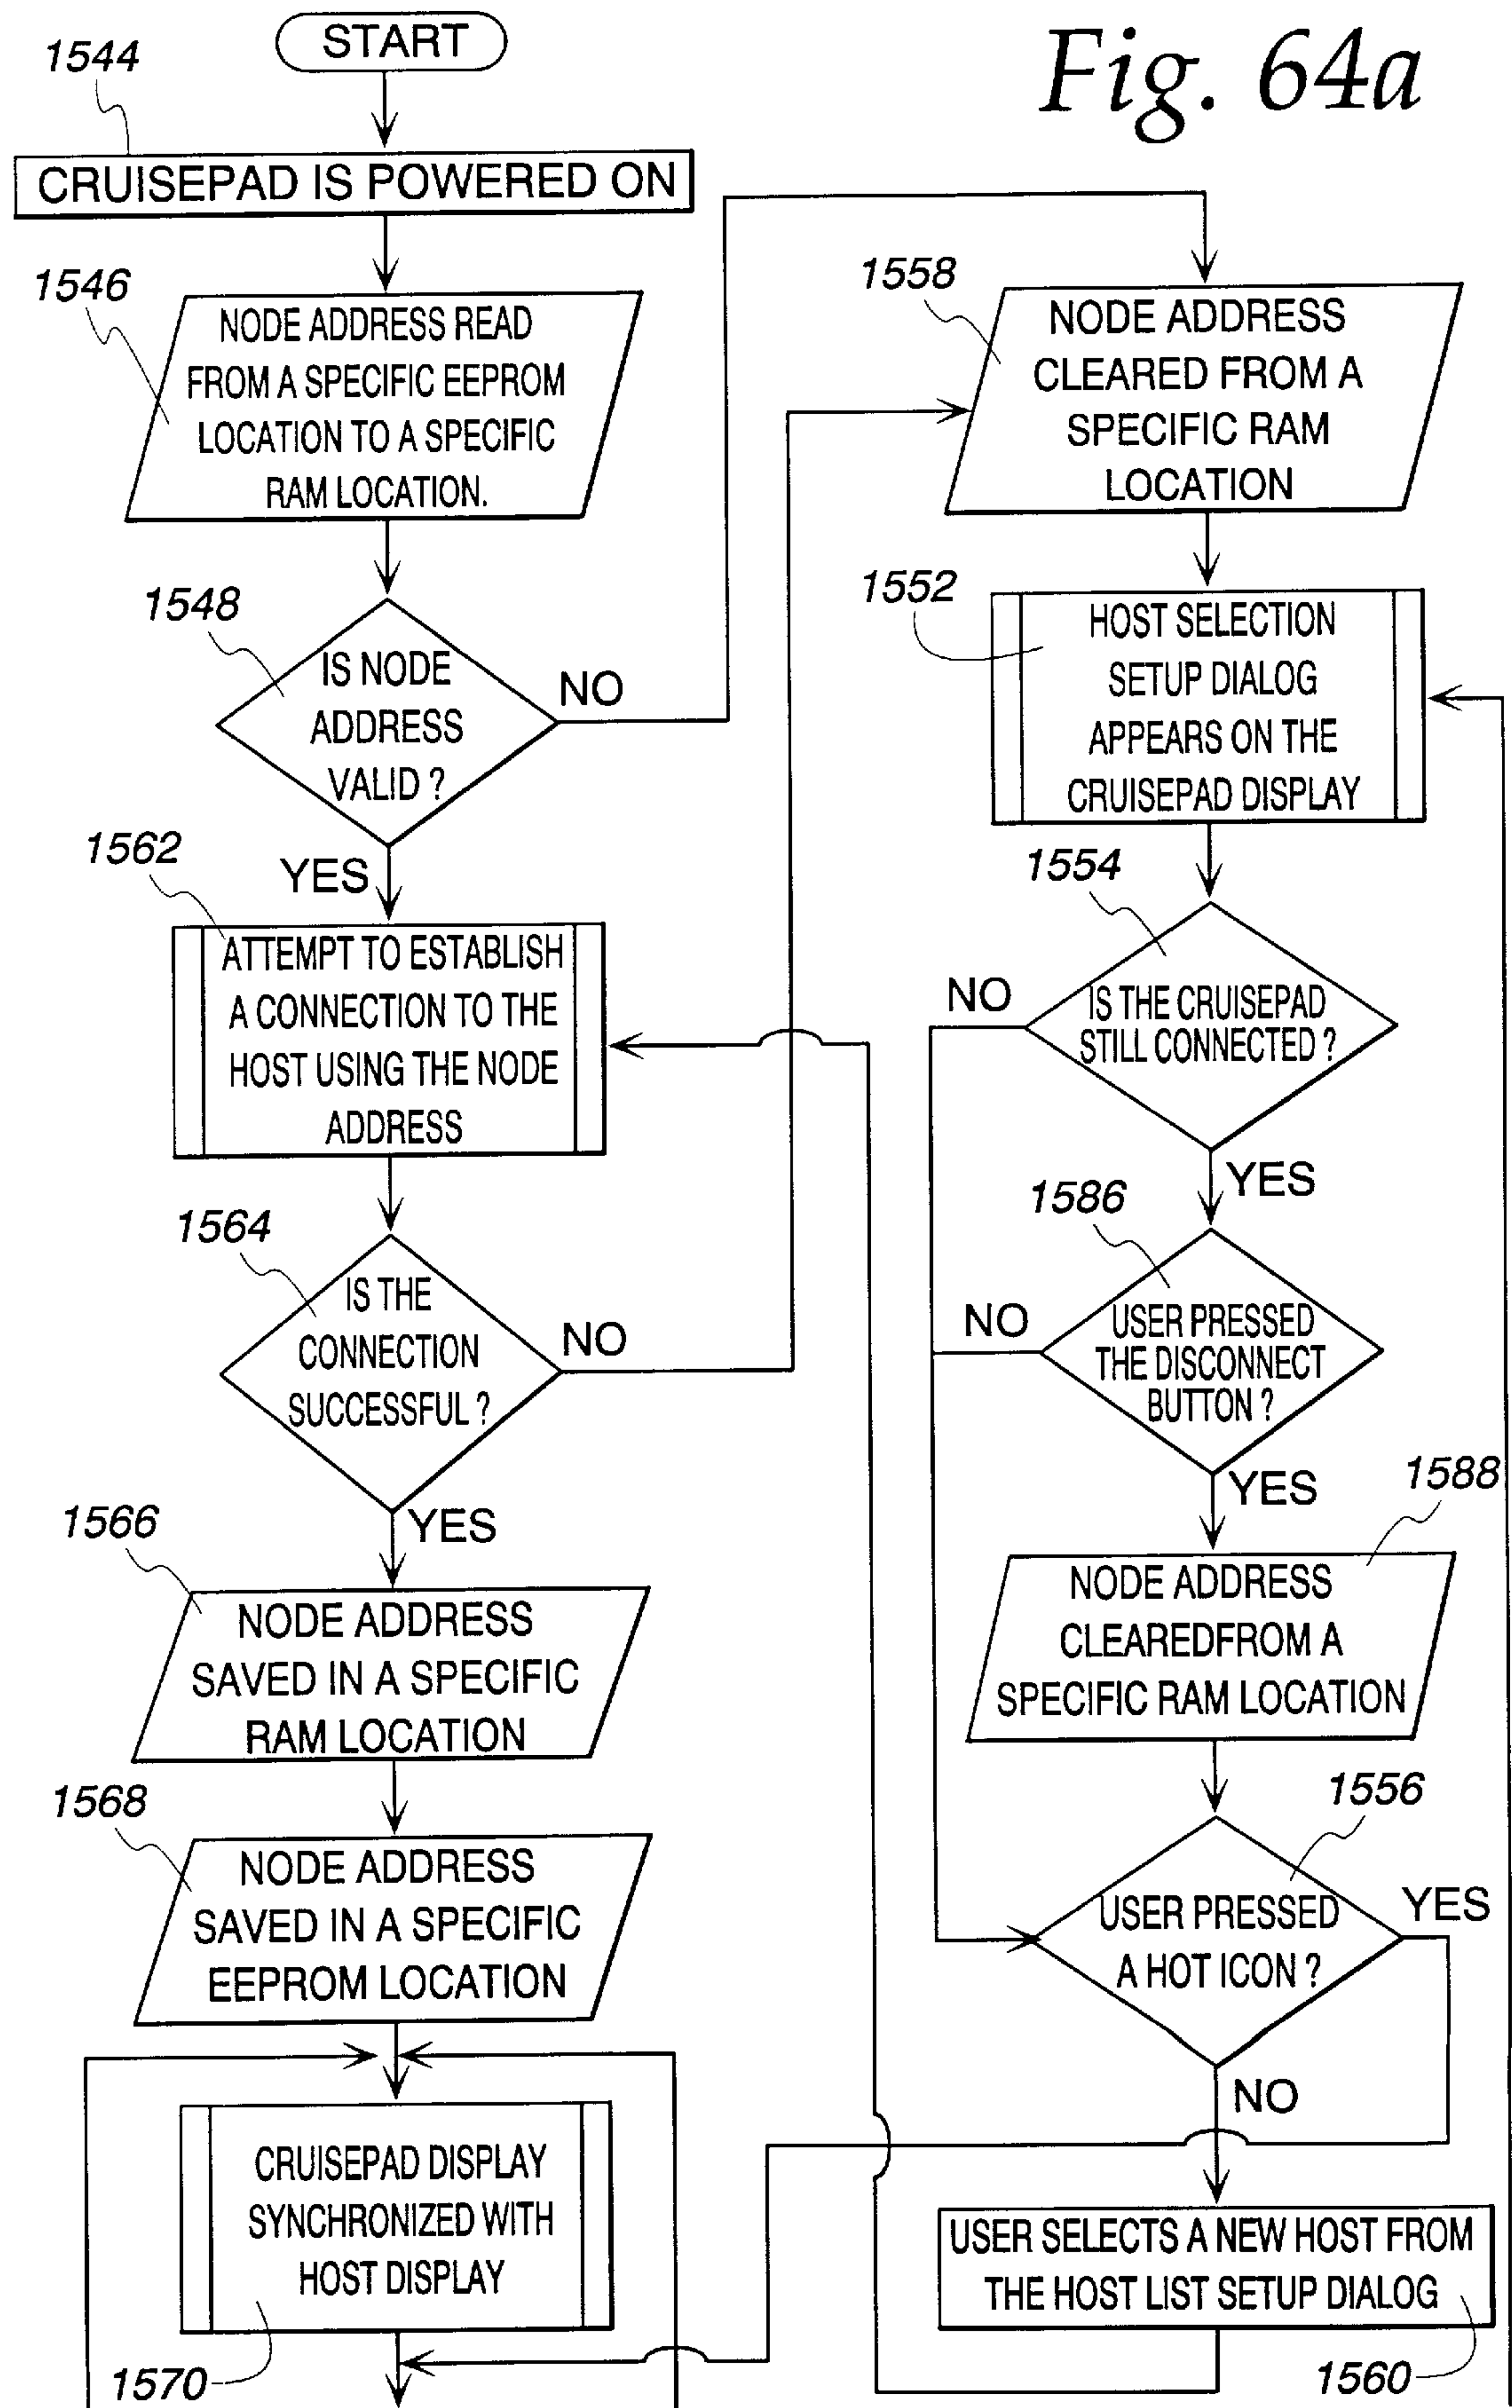 Fig. 64a
START
1544
CRUISEPAD IS POWERED ON
1546
NODE ADDRESS READ
FROM A SPECIFIC EEPROM
LOCATION TO A SPECIFIC
RAM LOCATION.
1548
IS NODE
ADDRESS
VALID ?
NO
YES
1562
ATTEMPT TO ESTABLISH
A CONNECTION TO THE
HOST USING THE NODE
ADDRESS
1564
IS THE
CONNECTION
SUCCESSFUL ?
NO
YES
1566
NODE ADDRESS
SAVED IN A SPECIFIC
RAM LOCATION
1568
NODE ADDRESS
SAVED IN A SPECIFIC
EEPROM LOCATION
CRUISEPAD DISPLAY
SYNCHRONIZED WITH
HOST DISPLAY
1570
1558
NODE ADDRESS
CLEARED FROM A
SPECIFIC RAM
LOCATION
1552
HOST SELECTION
SETUP DIALOG
APPEARS ON THE
CRUISEPAD DISPLAY
1554
NO
IS THE CRUISEPAD
STILL CONNECTED ?
YES
1586
NO
USER PRESSED
THE DISCONNECT
BUTTON ?
YES
1588
NODE ADDRESS
CLEAREDFROM A
SPECIFIC RAM LOCATION
1556
USER PRESSED
A HOT ICON ?
YES
NO
USER SELECTS A NEW HOST FROM
THE HOST LIST SETUP DIALOG
1560